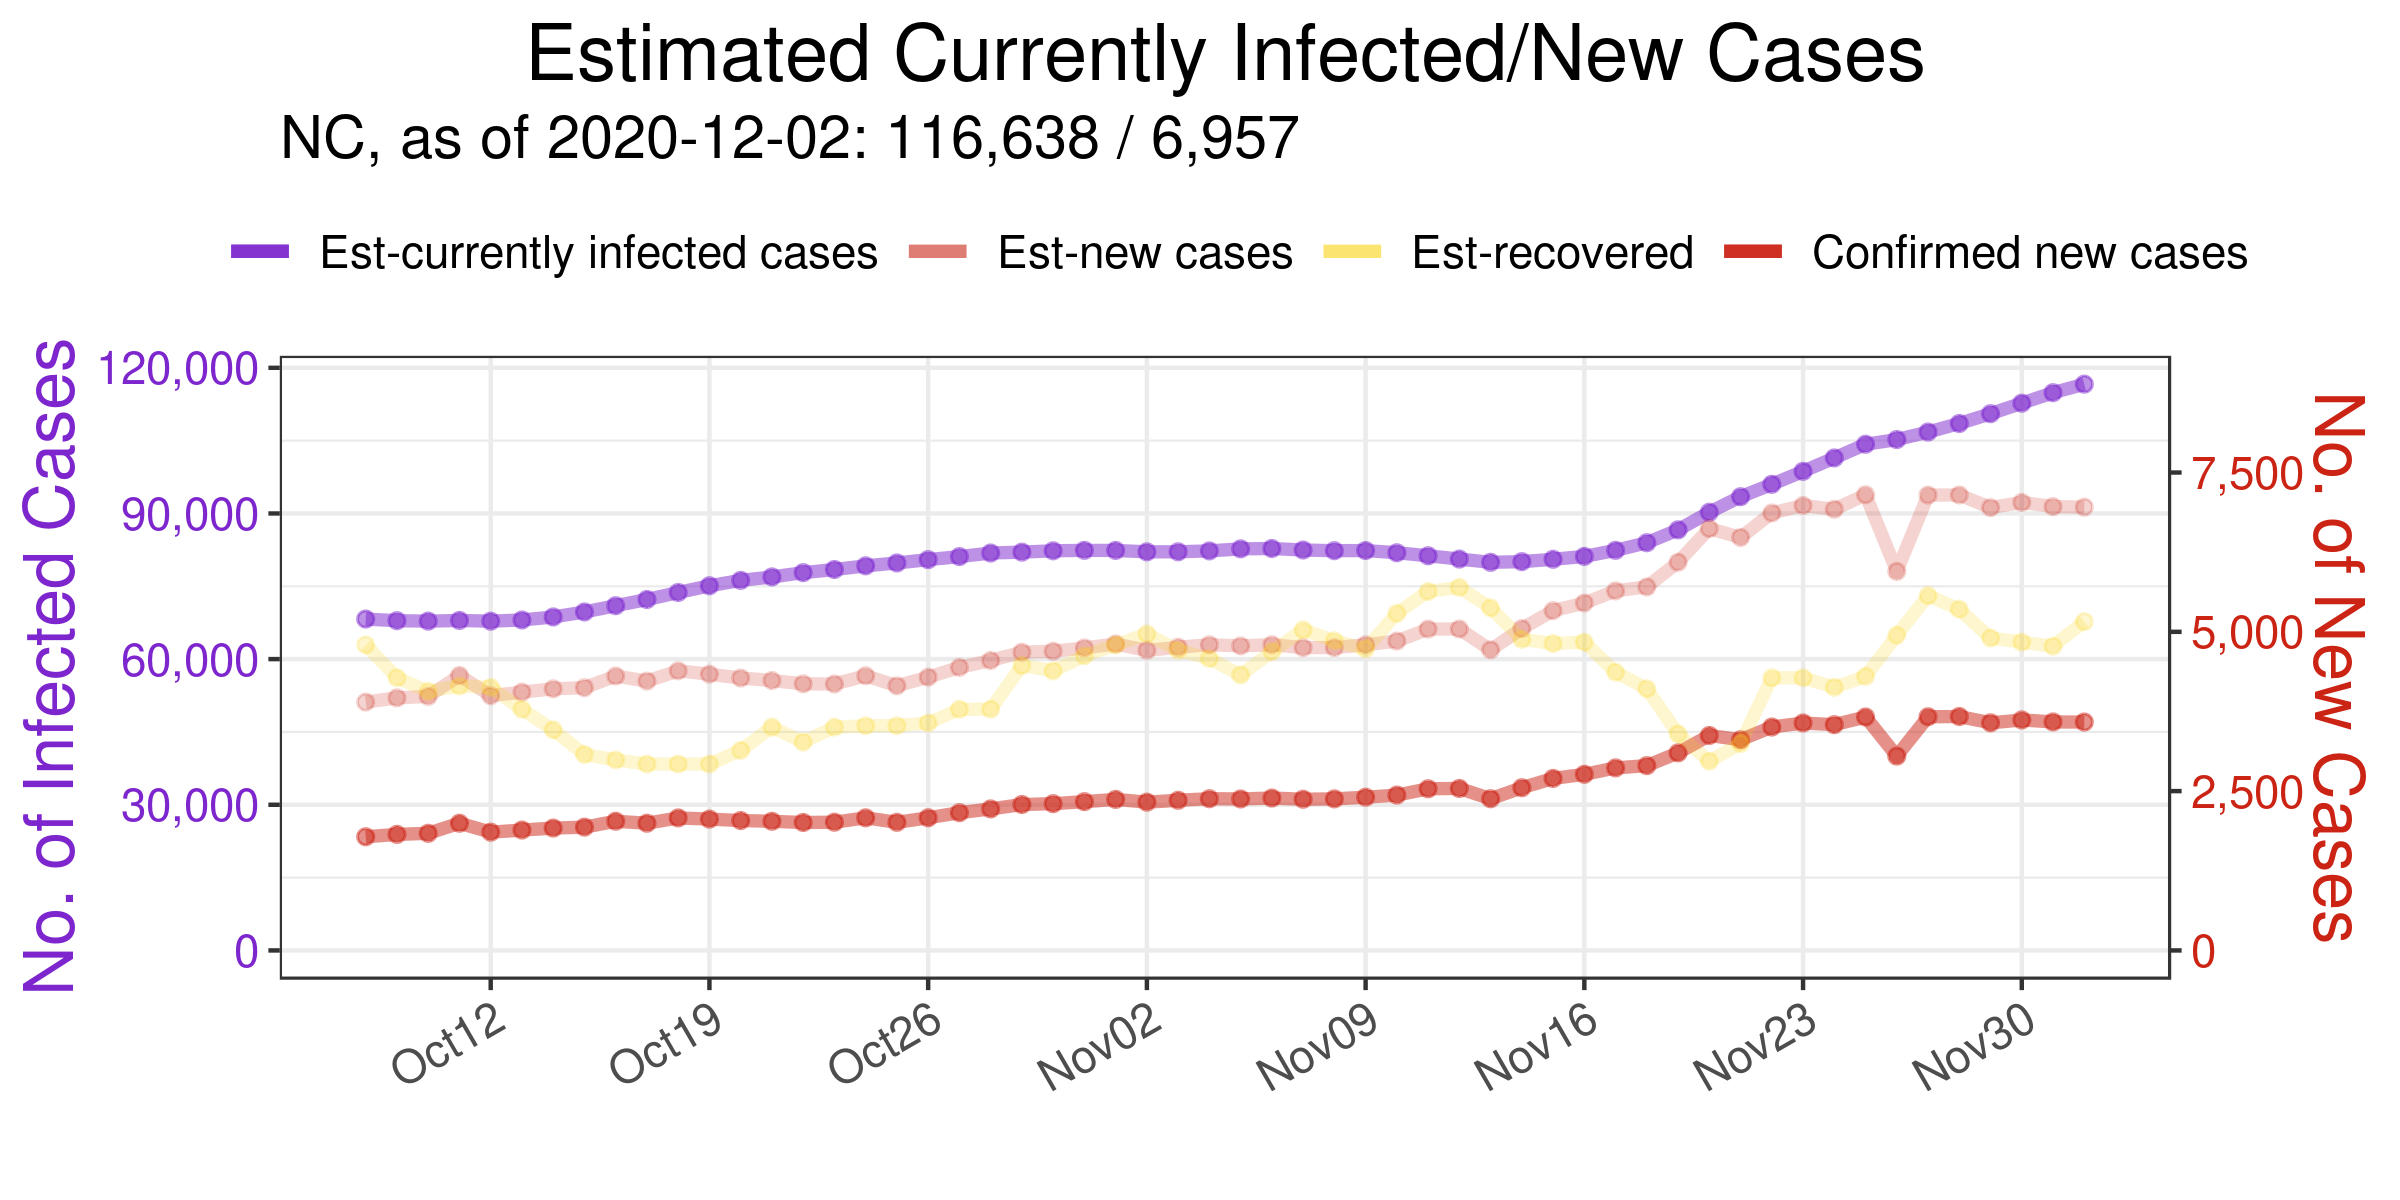 Estimated Currently Infected/New Cases
NC, as of 2020-12-02: 116,638 / 6,957
Est-currently infected cases Est-new cases Est-recovered Confirmed new cases
No. of Infected Cases
120,000
90,000
60,000
30,000
0
7,500
5,000
2,500
0
No. of New Cases
Oct12 Oct19 Oct26 Nov02 Nov09 Nov16 Nov23 Nov30